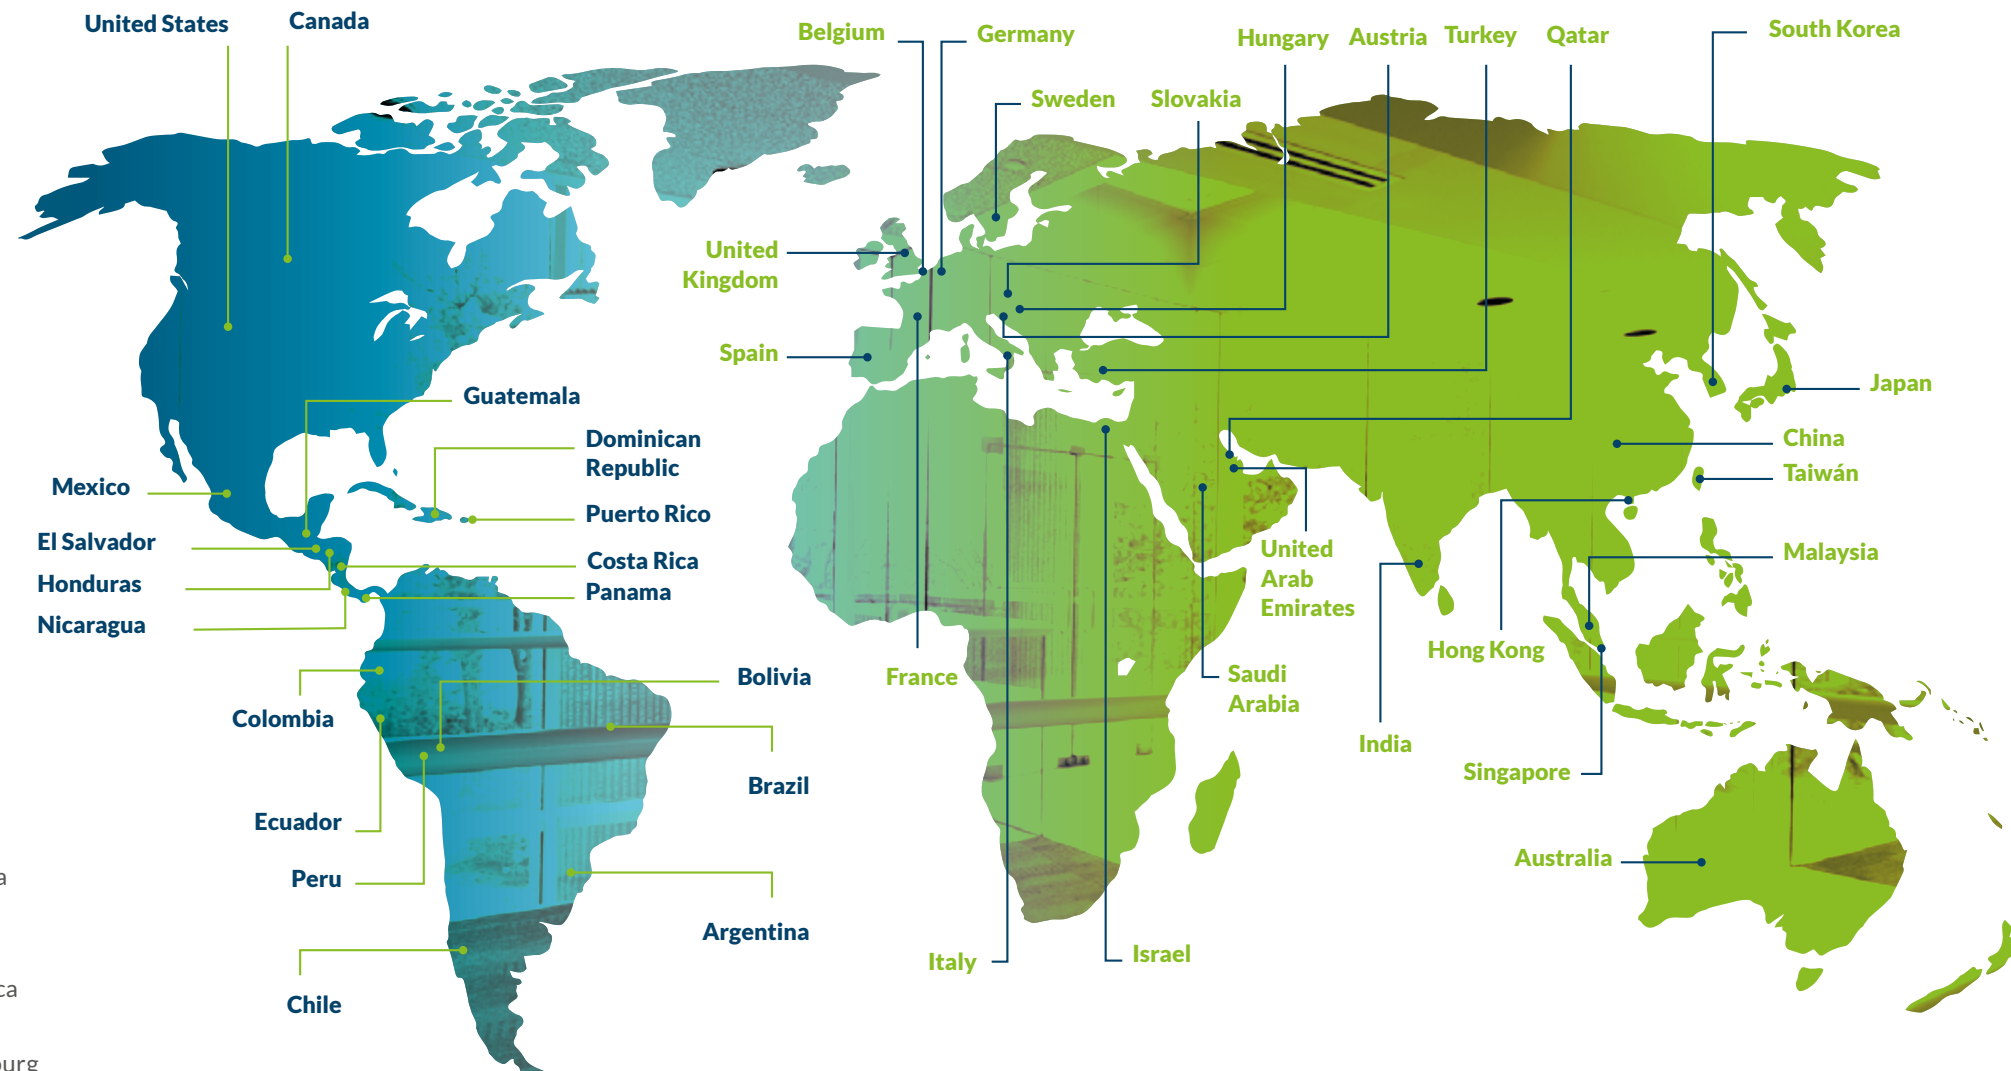 United States
Canada
Belgium
Germany
Hungary
Austria
Turkey
Qatar
South Korea
Sweden
Slovakia
United
Kingdom
Spain
Japan
Guatemala
Dominican
Republic
China
Taiwán
Mexico
Puerto Rico
El Salvador
Costa Rica
Honduras
Panama
Nicaragua
United
Arab
Emirates
Malaysia
Hong Kong
Colombia
Bolivia
France
Saudi
Arabia
India
Singapore
Brazil
Ecuador
Peru
Australia
Argentina
Italy
Israel
Chile
a
ca
ourg